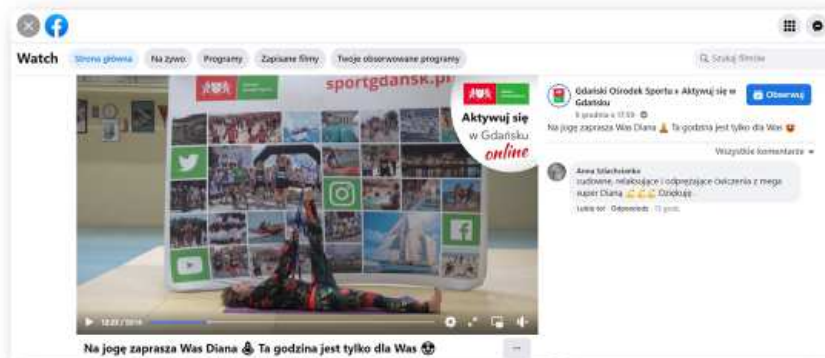 Watch
Strona główna
Na żywo
Programy
Zapisane filmy
Twoje obserwowane programy
Szukaj filmów
sportgdansk.pl
Aktywuj się
w Gdańsku
online
Gdański Ośrodek Sportu » Aktywuj się w
Gdańsku
Obserwuj
Na jogę zaprasza Was Diana 🧘 Ta godzina jest tylko dla Was 😍
Wszystkie komentarze
Anna Szlachcionka
cudowne, relaksujące i odprężające ćwiczenia z mega
super Dianą 💪💪💪 Dziękuję
Lubię to! · Odpowiedz · 13 godz.
Na jogę zaprasza Was Diana 🧘 Ta godzina jest tylko dla Was 😍